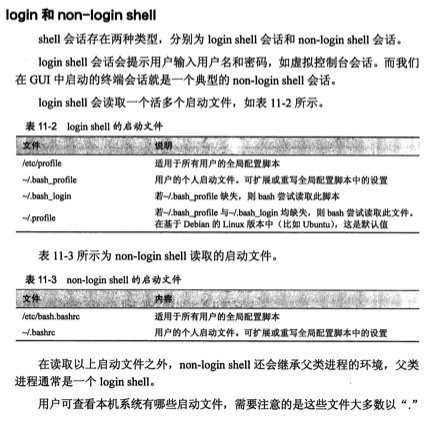 login 和 non-login shell
shell 会话存在两种类型，分别为 login shell 会话和 non-login shell 会话。
login shell 会话会提示用户输入用户名和密码，如虚拟控制台会话。而我们
在 GUI 中启动的终端会话就是一个典型的 non-login shell 会话。
login shell 会读取一个活多个启动文件，如表 11-2 所示。
表 11-2 login shell 的启动文件
文件 说明
/etc/profile 适用于所有用户的全局配置脚本
~/.bash_profile 用户的个人启动文件。可扩展或重写全局配置脚本中的设置
~/.bash_login 若~/.bash_profile 缺失，则 bash 尝试读取此脚本
~/.profile 若~/.bash_profile 与~/.bash_login 均缺失，则 bash 尝试读取此文件。
在基于 Debian 的 Linux 版本中（比如 Ubuntu），这是默认值
表 11-3 所示为 non-login shell 读取的启动文件。
表 11-3 non-login shell 的启动文件
文件 内容
/etc/bash.bashrc 适用于所有用户的全局配置脚本
~/.bashrc 用户的个人启动文件。可扩展或重写全局配置脚本中的设置
在读取以上启动文件之外，non-login shell 还会继承父类进程的环境，父类
进程通常是一个 login shell。
用户可查看本机系统有哪些启动文件，需要注意的是这些文件大多数以“.”